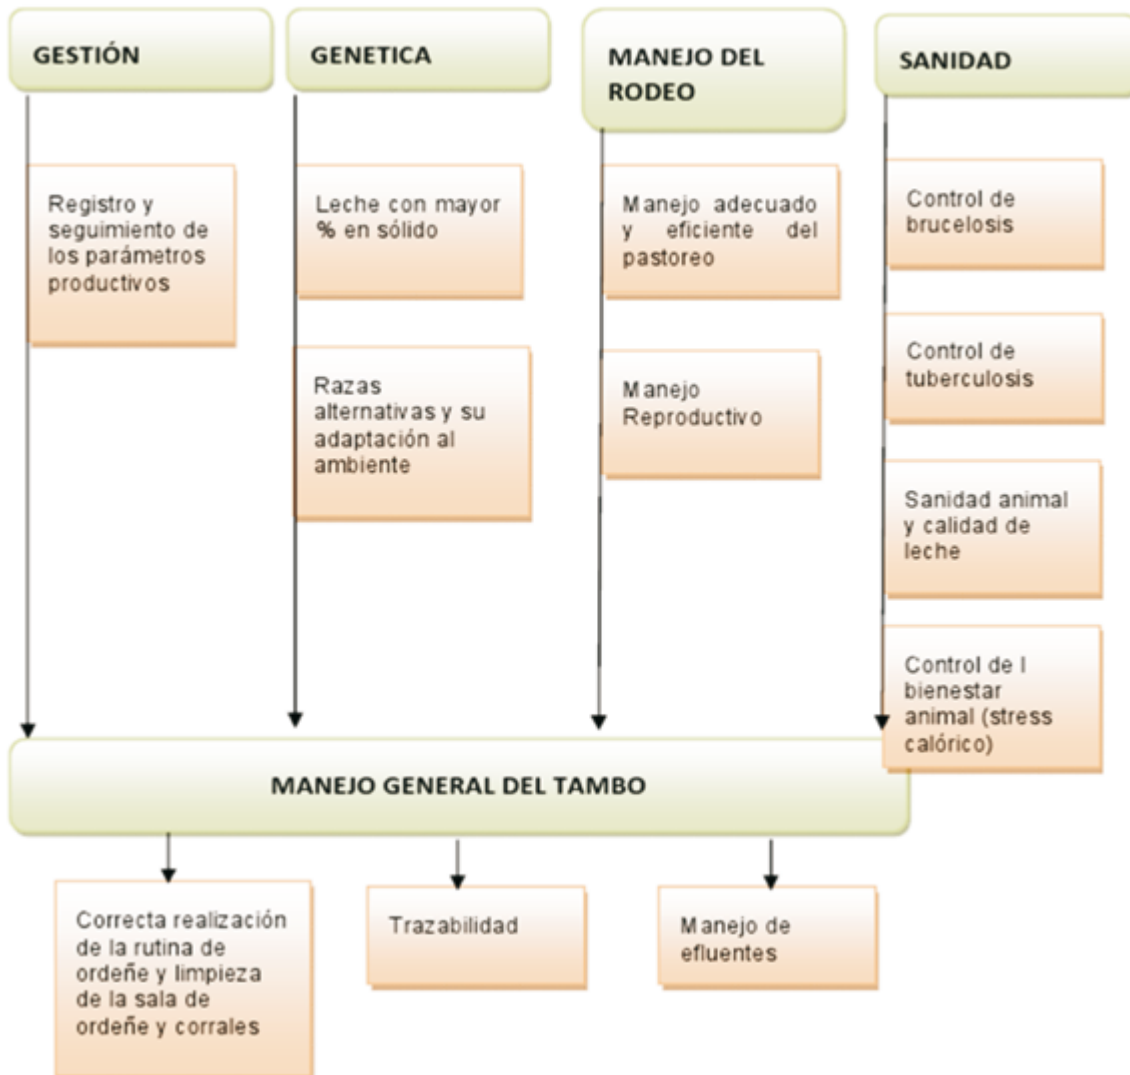 GESTIÓN
Registro y
seguimiento de
los parámetros
productivos
GENETICA
Leche con mayor
% en sólido
Razas
alternativas y su
adaptación al
ambiente
MANEJO DEL
RODEO
Manejo adecuado
y eficiente del
pastoreo
Manejo
Reproductivo
SANIDAD
Control de
brucelosis
Control de
tuberculosis
Sanidad animal
y calidad de
leche
Control de l
bienestar
animal (stress
calórico)
MANEJO GENERAL DEL TAMBO
Correcta realización
de la rutina de
ordeñe y limpieza
de la sala de
ordeñe y corrales
Trazabilidad
Manejo de
efluentes